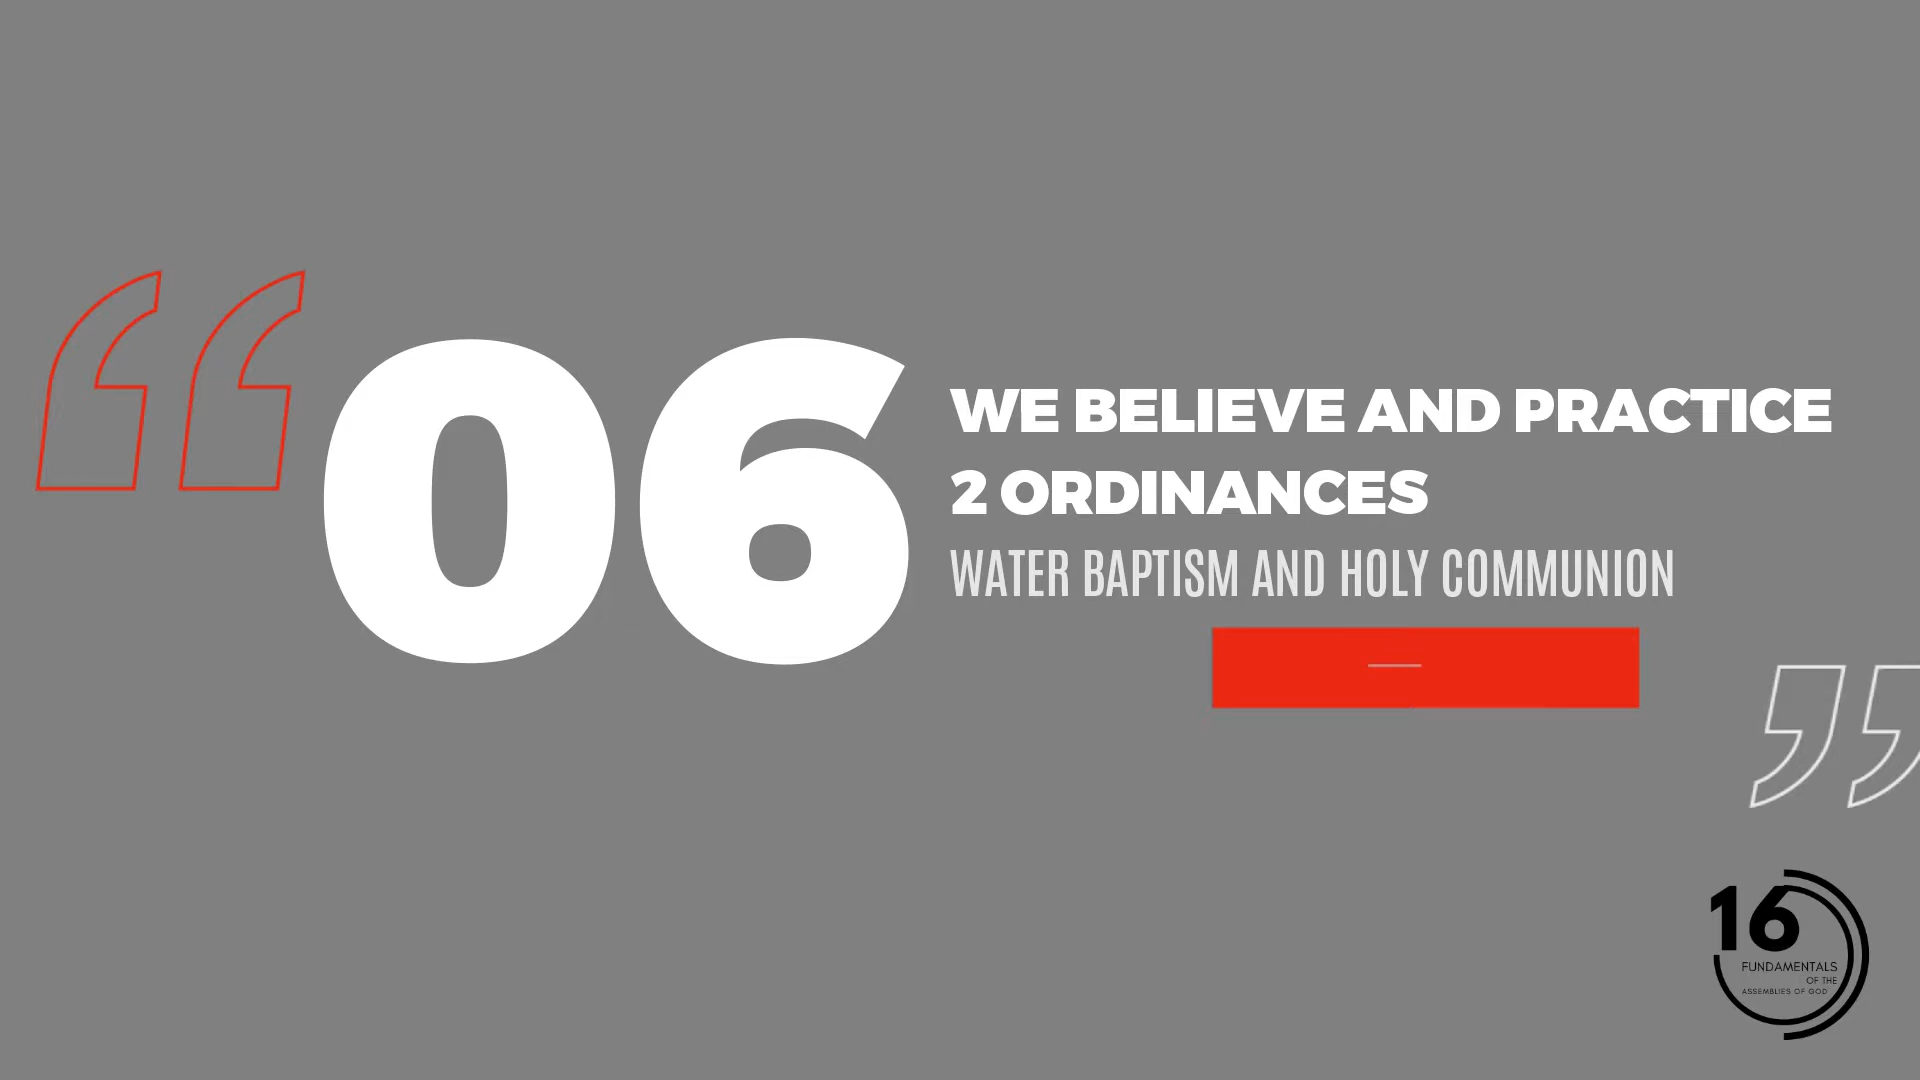 “
06
WE BELIEVE AND PRACTICE
2 ORDINANCES
WATER BAPTISM AND HOLY COMMUNION
”
16
FUNDAMENTALS
OF THE
ASSEMBLIES OF GOD